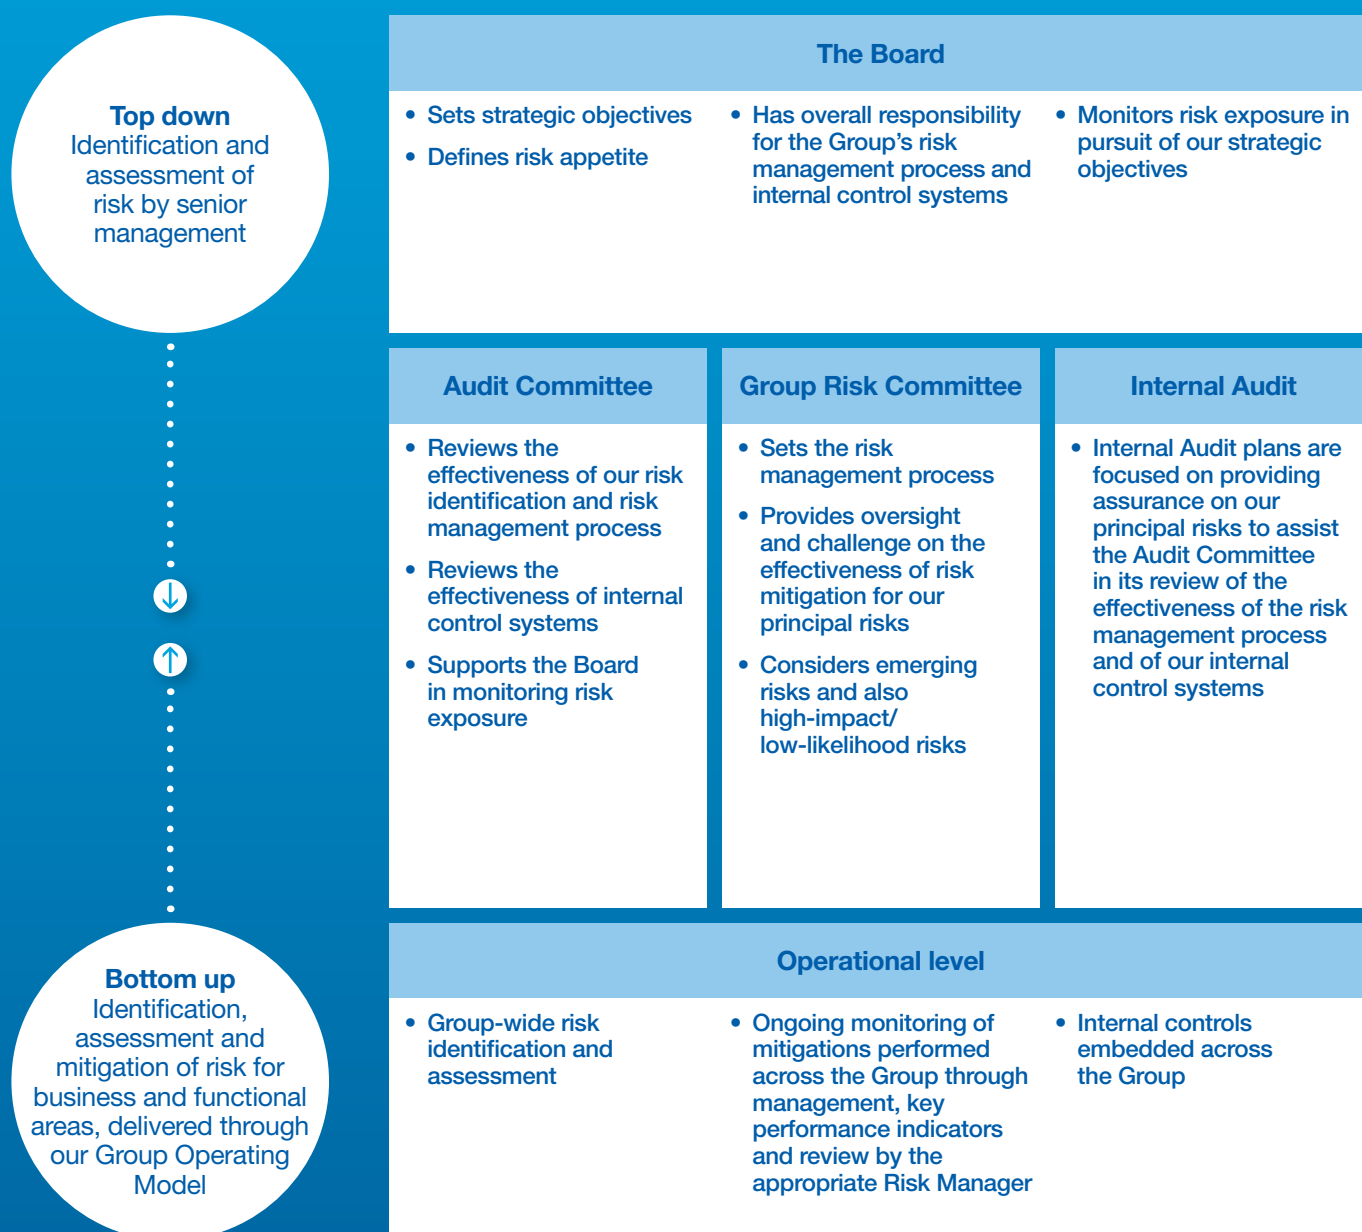 Top down
Identification and
assessment of
risk by senior
management
The Board
• Sets strategic objectives
• Defines risk appetite
• Has overall responsibility
for the Group's risk
management process and
internal control systems
• Monitors risk exposure in
pursuit of our strategic
objectives
Audit Committee
• Reviews the
effectiveness of our risk
identification and risk
management process
• Reviews the
effectiveness of internal
control systems
• Supports the Board
in monitoring risk
exposure
Group Risk Committee
• Sets the risk
management process
• Provides oversight
and challenge on the
effectiveness of risk
mitigation for our
principal risks
• Considers emerging
risks and also
high-impact/
low-likelihood risks
Internal Audit
• Internal Audit plans are
focused on providing
assurance on our
principal risks to assist
the Audit Committee
in its review of the
effectiveness of the risk
management process
and of our internal
control systems
Bottom up
Identification,
assessment and
mitigation of risk for
business and functional
areas, delivered through
our Group Operating
Model
Operational level
• Group-wide risk
identification and
assessment
• Ongoing monitoring of
mitigations performed
across the Group through
management, key
performance indicators
and review by the
appropriate Risk Manager
• Internal controls
embedded across
the Group